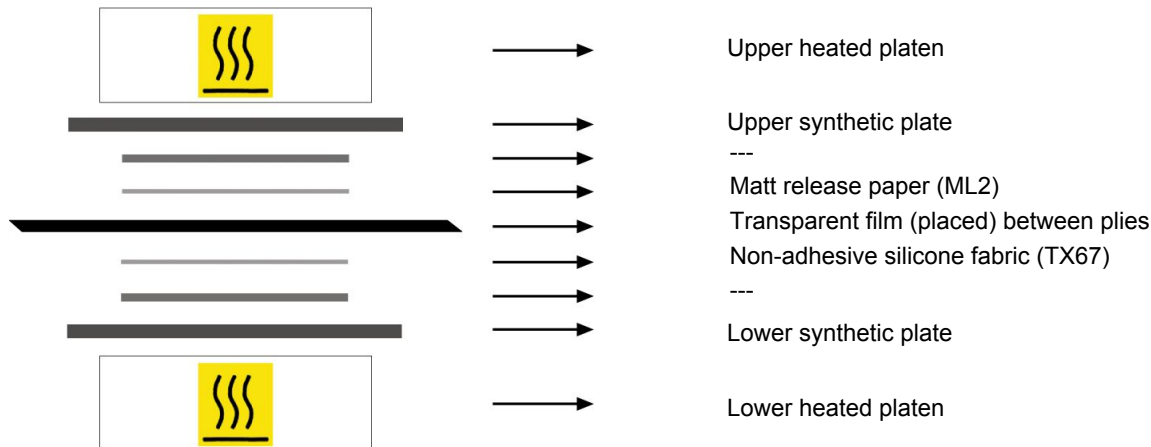 Upper heated platen
Upper synthetic plate
---
Matt release paper (ML2)
Transparent film (placed) between plies
Non-adhesive silicone fabric (TX67)
---
Lower synthetic plate
Lower heated platen